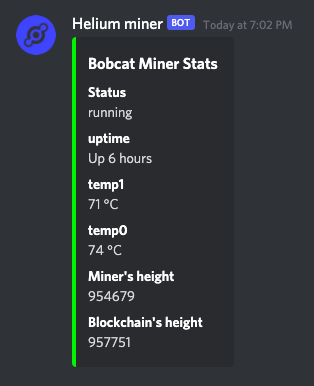 Helium miner BOT Today at 7:02 PM
Bobcat Miner Stats
Status
running
uptime
Up 6 hours
temp1
71 °C
temp0
74 °C
Miner's height
954679
Blockchain's height
957751